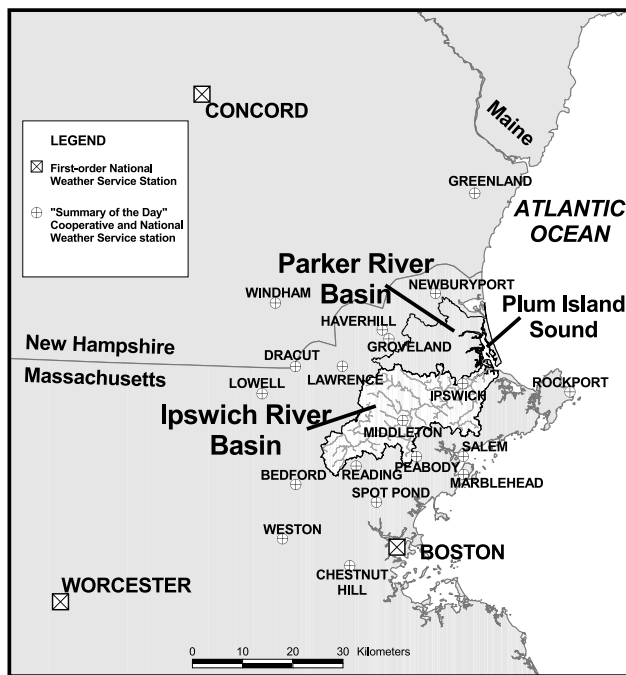 CONCORD
Maine
LEGEND
First-order National
Weather Service Station
"Summary of the Day"
Cooperative and National
Weather Service station
GREENLAND
ATLANTIC
OCEAN
Parker River
Basin
NEWBURYPORT
WINDHAM
Plum Island
Sound
HAVERHILL
GROVELAND
New Hampshire
DRACUT
Massachusetts
LAWRENCE
LOWELL
IPSWICH
ROCKPORT
Ipswich River
Basin
MIDDLETON
SALEM
PEABODY
BEDFORD
READING
MARBLEHEAD
SPOT POND
WESTON
BOSTON
CHESTNUT
HILL
WORCESTER
0 10 20 30 Kilometers